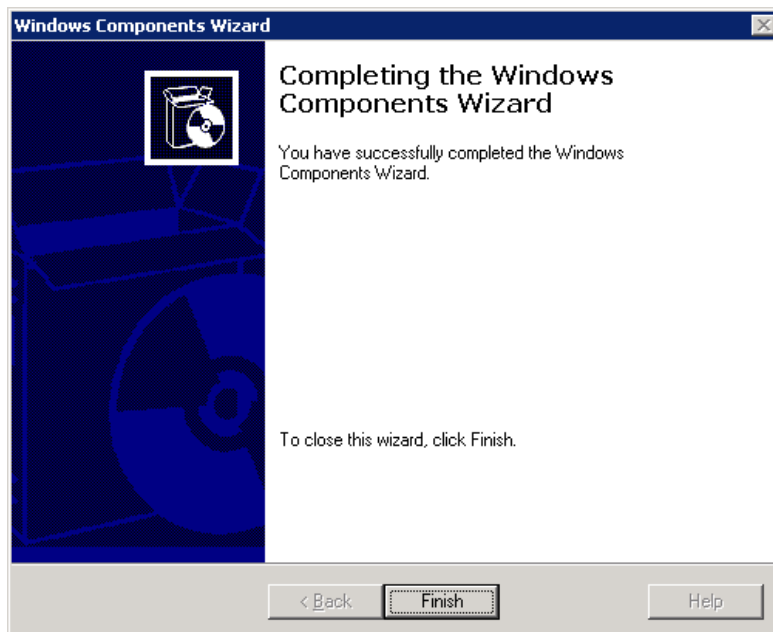 Windows Components Wizard
Completing the Windows
Components Wizard
You have successfully completed the Windows
Components Wizard.
To close this wizard, click Finish.
< Back
Finish
Help